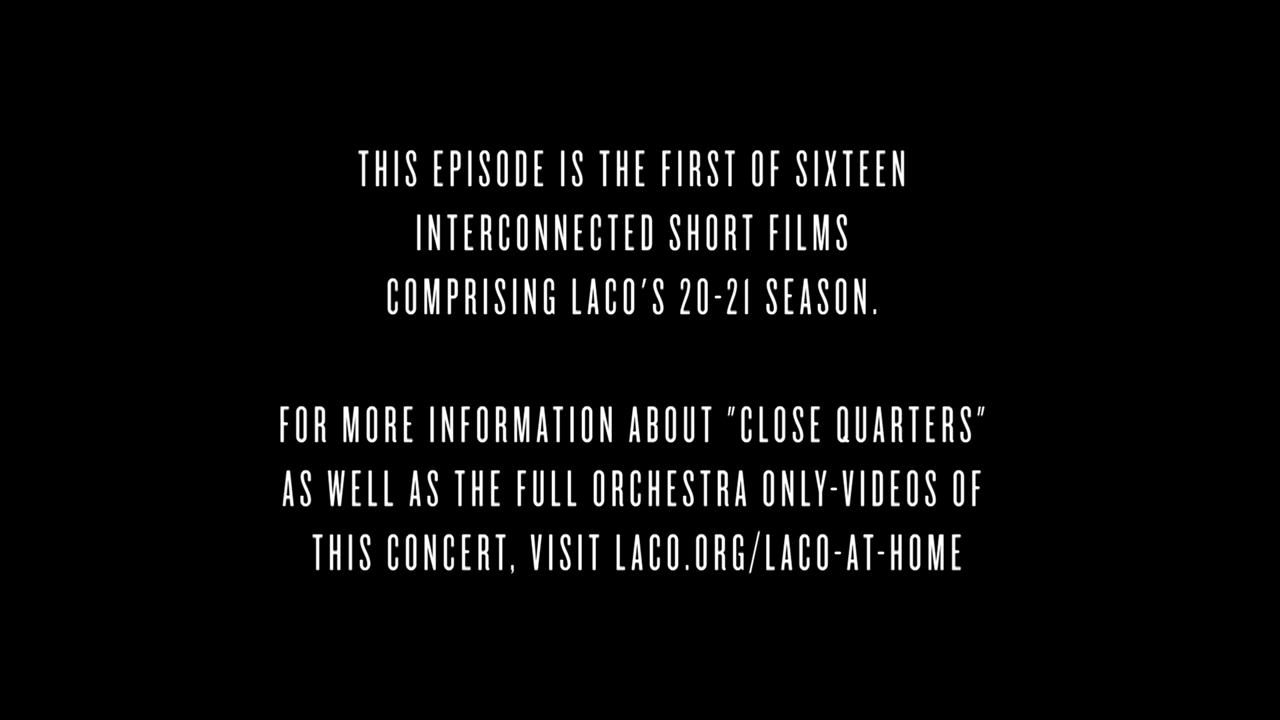 THIS EPISODE IS THE FIRST OF SIXTEEN
INTERCONNECTED SHORT FILMS
COMPRISING LACO'S 20-21 SEASON.
FOR MORE INFORMATION ABOUT "CLOSE QUARTERS"
AS WELL AS THE FULL ORCHESTRA ONLY-VIDEOS OF
THIS CONCERT, VISIT LACO.ORG/LACO-AT-HOME